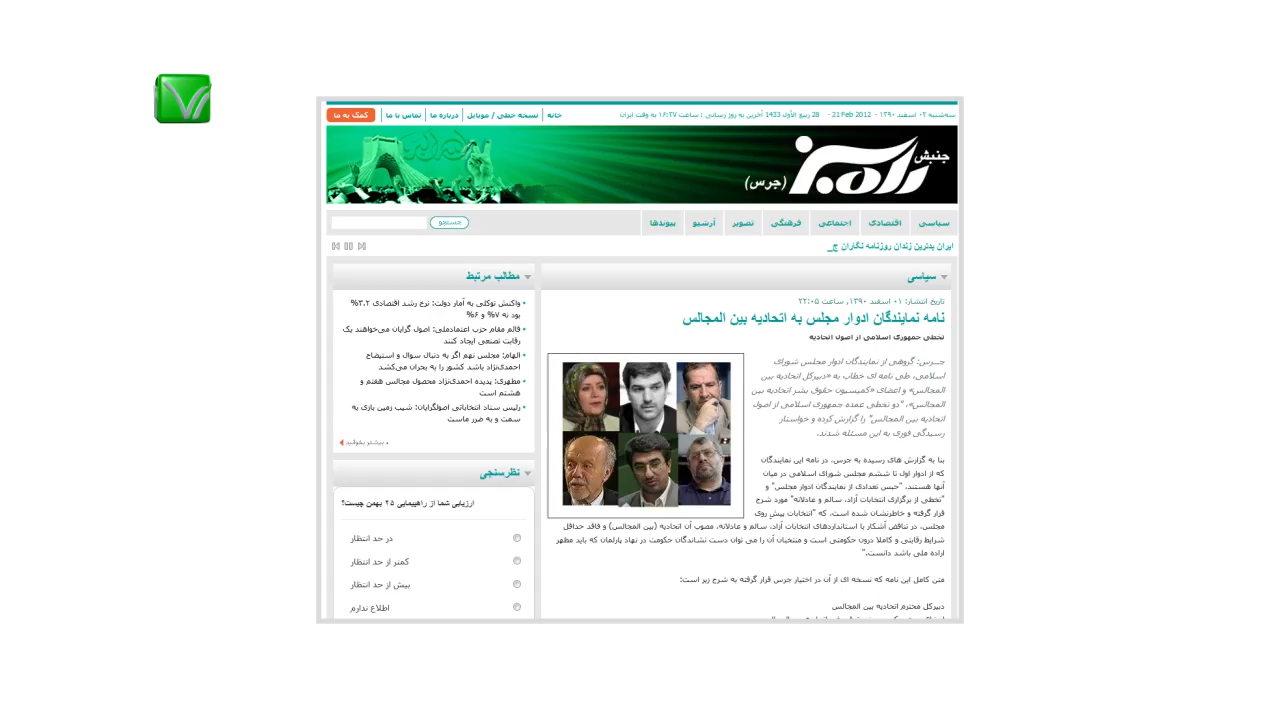 سه‌شنبه ۰۲ اسفند ۱۳۹۰ - 21 Feb 2012 - 28 ربيع الأول 1433 آخرین به روز رسانی : ساعت ۱۶:۲۷ به وقت ایران
خانه
نسخه خطی / موبایل
درباره ما
تماس با ما
کمک به ما
جنبش
راه سبز
(جرس)
سیاسی
اقتصادی
اجتماعی
فرهنگی
تصویر
آرشیو
پیوندها
جستجو
ایران بدترین زندان روزنامه نگاران ج_
سیاسی
تاریخ انتشار: ۰۱ اسفند ۱۳۹۰, ساعت ۲۲:۰۵
نامه نمایندگان ادوار مجلس به اتحادیه بین المجالس
تخطی جمهوری اسلامی از اصول اتحادیه
جــرس: گروهی از نمایندگان ادوار مجلس شورای
اسلامی، طی نامه ای خطاب به «دبیرکل اتحادیه بین
المجالس» و اعضای «کمیسیون حقوق بشر اتحادیه بین
المجالس»، "دو تخطی عمده جمهوری اسلامی از اصول
اتحادیه بین المجالس" را گزارش کرده و خواستار
رسیدگی فوری به این مسئله شدند.
بنا به گزارش های رسیده به جرس، در نامه این نمایندگان
که از ادوار اول تا ششم مجلس شورای اسلامی در میان
آنها هستند، "حبس تعدادی از نمایندگان ادوار مجلس" و
"تخطی از برگزاری انتخابات آزاد، سالم و عادلانه" مورد شرح
قرار گرفته و خاطرنشان شده است، که "انتخابات پیش روی
مجلس، در تناقض آشکار با استانداردهای انتخابات آزاد، سالم و عادلانه، مصوب آن اتحادیه (بین المجالس) و فاقد حداقل
شرایط رقابتی و کاملا درون حکومتی است و منتخبان آن را می توان دست نشاندگان حکومت در نهاد پارلمان که باید مظهر
اراده ملی باشد دانست."
متن کامل این نامه که نسخه ای از آن در اختیار جرس قرار گرفته به شرح زیر است:
دبیرکل محترم اتحادیه بین المجالس
مطالب مرتبط
واکنش توکلی به آمار دولت: نرخ رشد اقتصادی ۳.۲%
بود نه ۷% و ۶%
قائم مقام حزب اعتمادملی: اصول گرایان می‌خواهند یک
رقابت تصنعی ایجاد کنند
الهام: مجلس نهم اگر به دنبال سوال و استیضاح
احمدی‌نژاد باشد کشور را به بحران می‌کشد
مطهری: پدیده احمدی‌نژاد محصول مجالس هفتم و
هشتم است
رئیس ستاد انتخاباتی اصولگرایان: شیب زمین بازی به
سمت و به ضرر ماست
• بیشتر بخوانید
نظرسنجی
ارزیابی شما از راهپیمایی ۲۵ بهمن چیست؟
در حد انتظار
کمتر از حد انتظار
بیش از حد انتظار
اطلاع ندارم